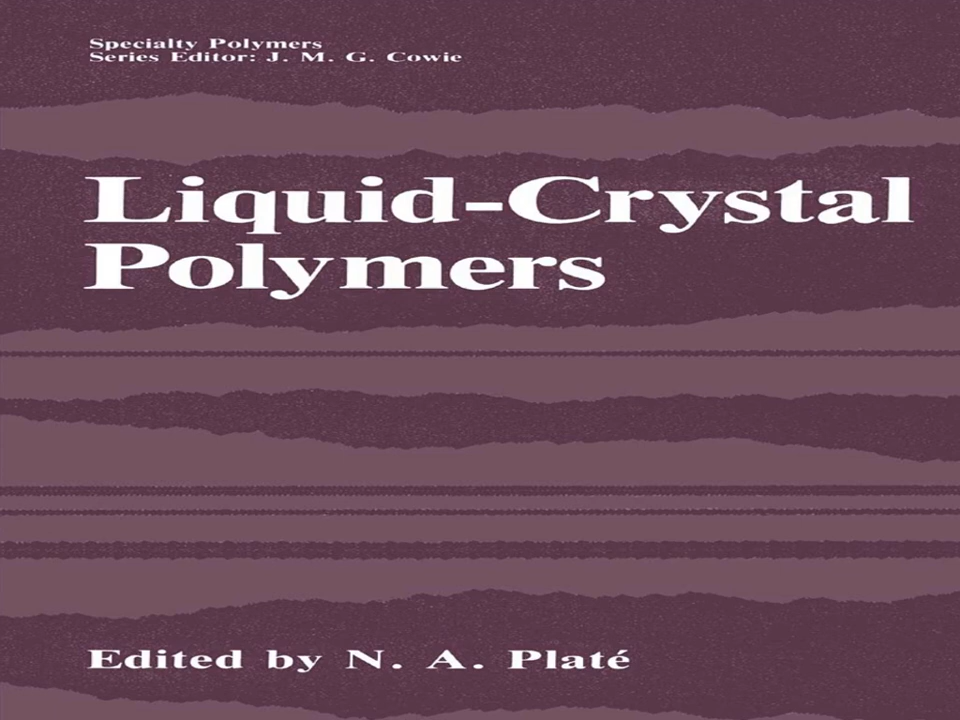 Specialty Polymers
Series Editor: J. M. G. Cowie
Liquid-Crystal
Polymers
Edited by N. A. Platé